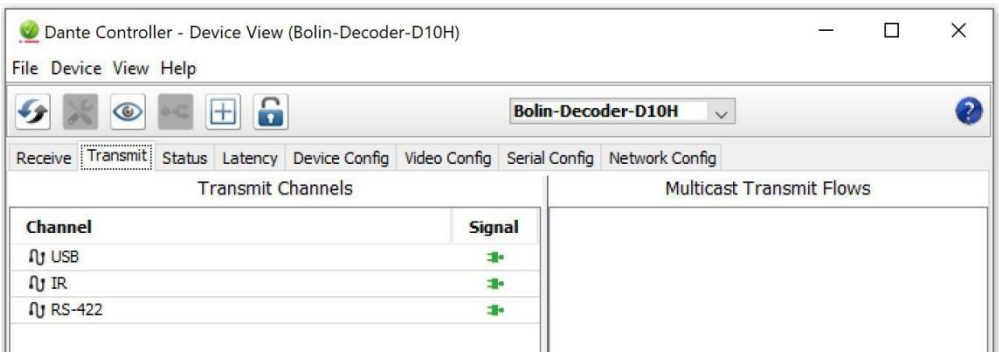 Dante Controller - Device View (Bolin-Decoder-D10H)
File Device View Help
Bolin-Decoder-D10H
Receive Transmit Status Latency Device Config Video Config Serial Config Network Config
Transmit Channels Multicast Transmit Flows
Channel Signal
USB
IR
RS-422